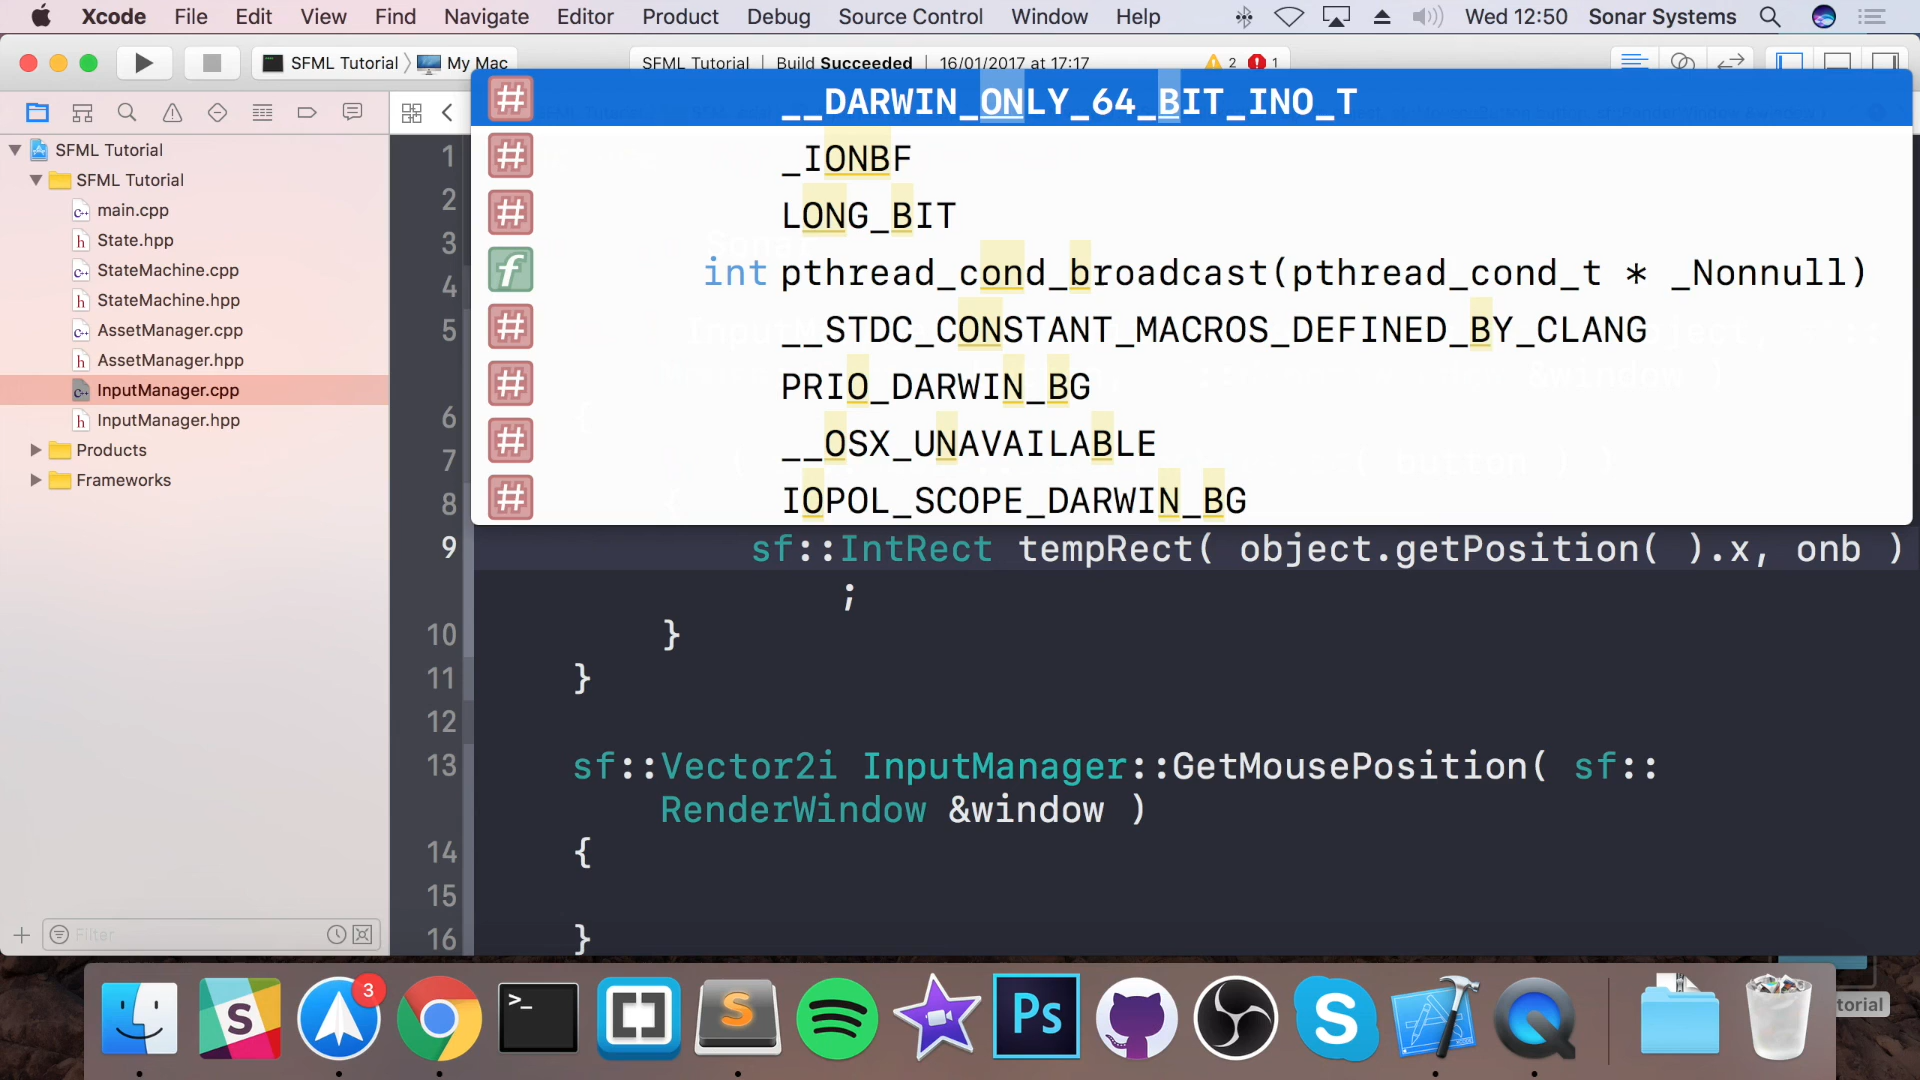 Xcode File Edit View Find Navigate Editor Product Debug Source Control Window Help Wed 12:50 Sonar Systems
SFML Tutorial My Mac SFML Tutorial | Build Succeeded | 16/01/2017 at 17:17 2 1
SFML Tutorial
SFML Tutorial
main.cpp
State.hpp
StateMachine.cpp
StateMachine.hpp
AssetManager.cpp
AssetManager.hpp
InputManager.cpp
InputManager.hpp
Products
Frameworks
Filter
# __DARWIN_ONLY_64_BIT_INO_T
# _IONBF
# LONG_BIT
f int pthread_cond_broadcast(pthread_cond_t * _Nonnull)
# __STDC_CONSTANT_MACROS_DEFINED_BY_CLANG
# PRIO_DARWIN_BG
# __OSX_UNAVAILABLE
# IOPOL_SCOPE_DARWIN_BG
1
2
3
4
5
6
7
8
9 sf::IntRect tempRect( object.getPosition( ).x, onb )
;
10 }
11 }
12
13 sf::Vector2i InputManager::GetMousePosition( sf::
RenderWindow &window )
14 {
15
16 }
3
S
>_
S
Ps
S
torial